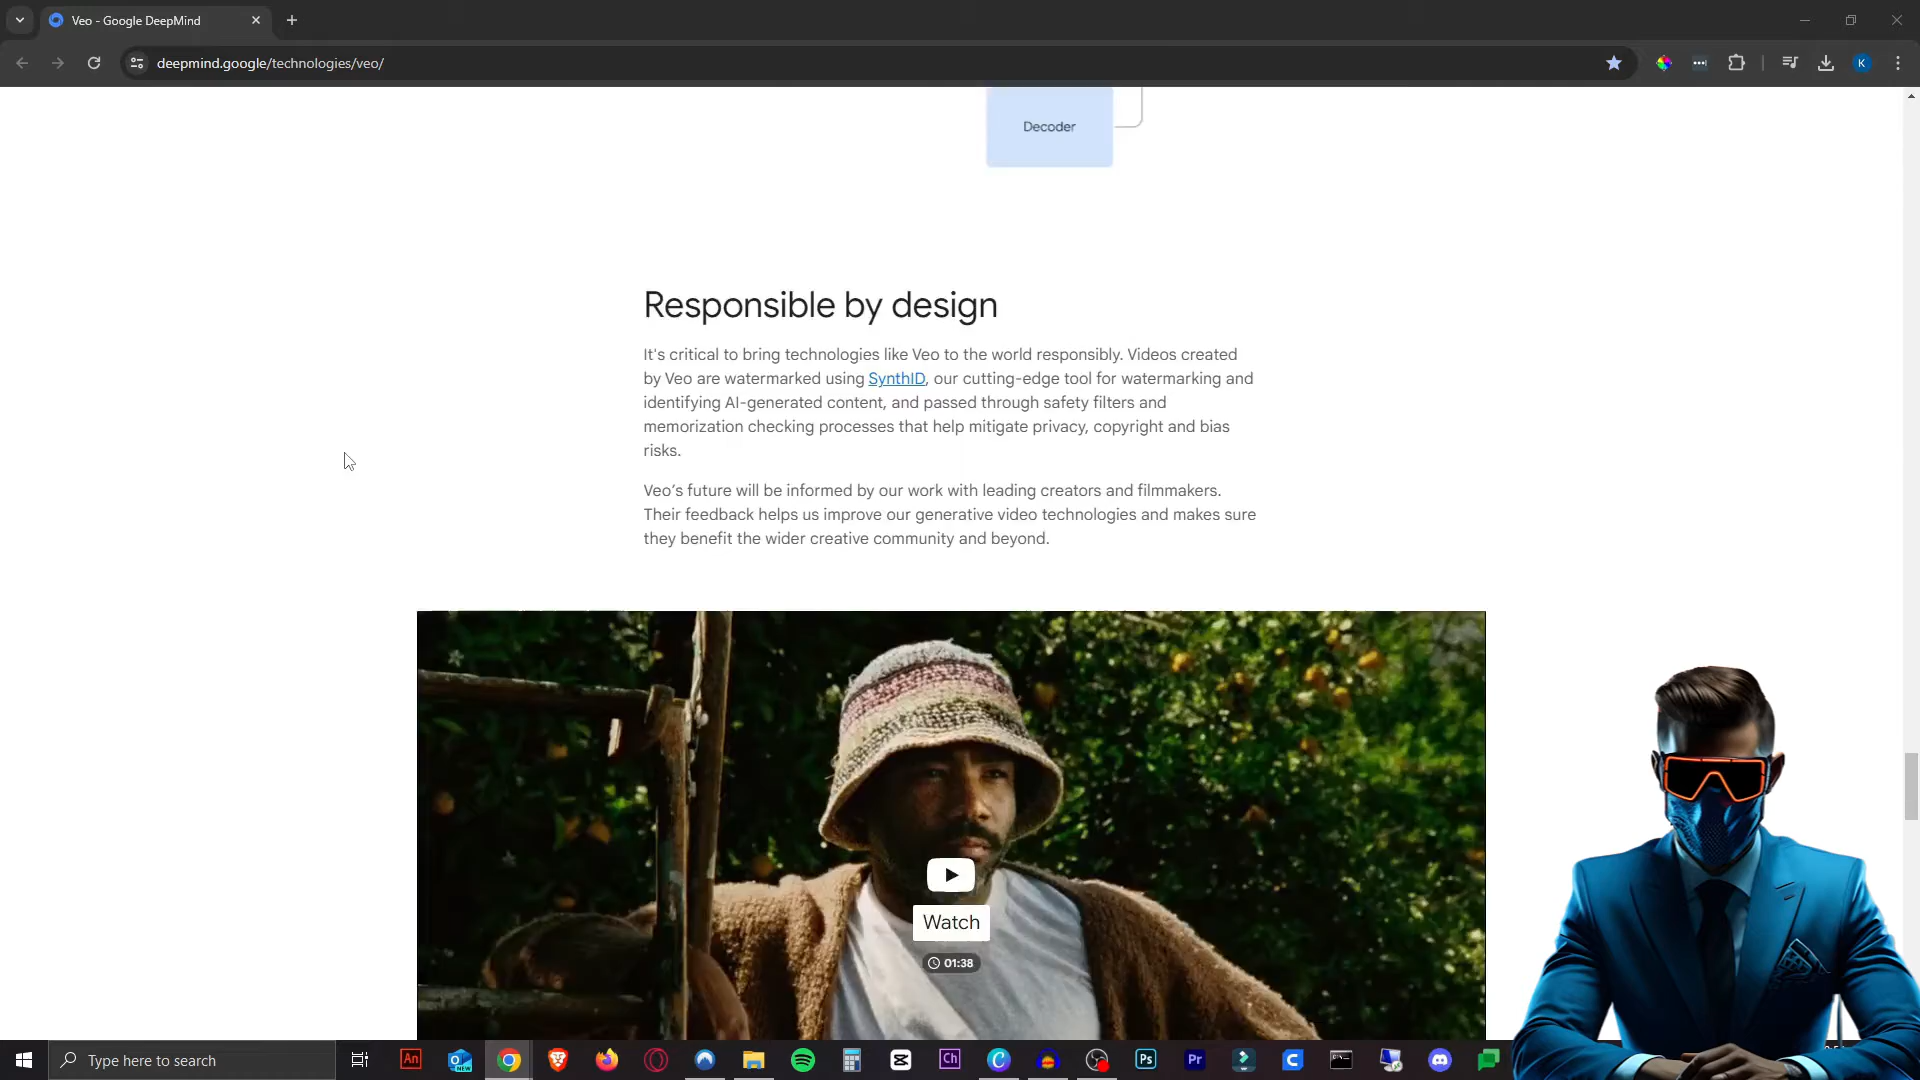 Veo - Google DeepMind
deepmind.google/technologies/veo/
K
Decoder
Responsible by design
It's critical to bring technologies like Veo to the world responsibly. Videos created
by Veo are watermarked using SynthID, our cutting-edge tool for watermarking and
identifying AI-generated content, and passed through safety filters and
memorization checking processes that help mitigate privacy, copyright and bias
risks.
Veo’s future will be informed by our work with leading creators and filmmakers.
Their feedback helps us improve our generative video technologies and makes sure
they benefit the wider creative community and beyond.
Watch
01:38
Type here to search
An
NEW
Ch
Ps
Pr